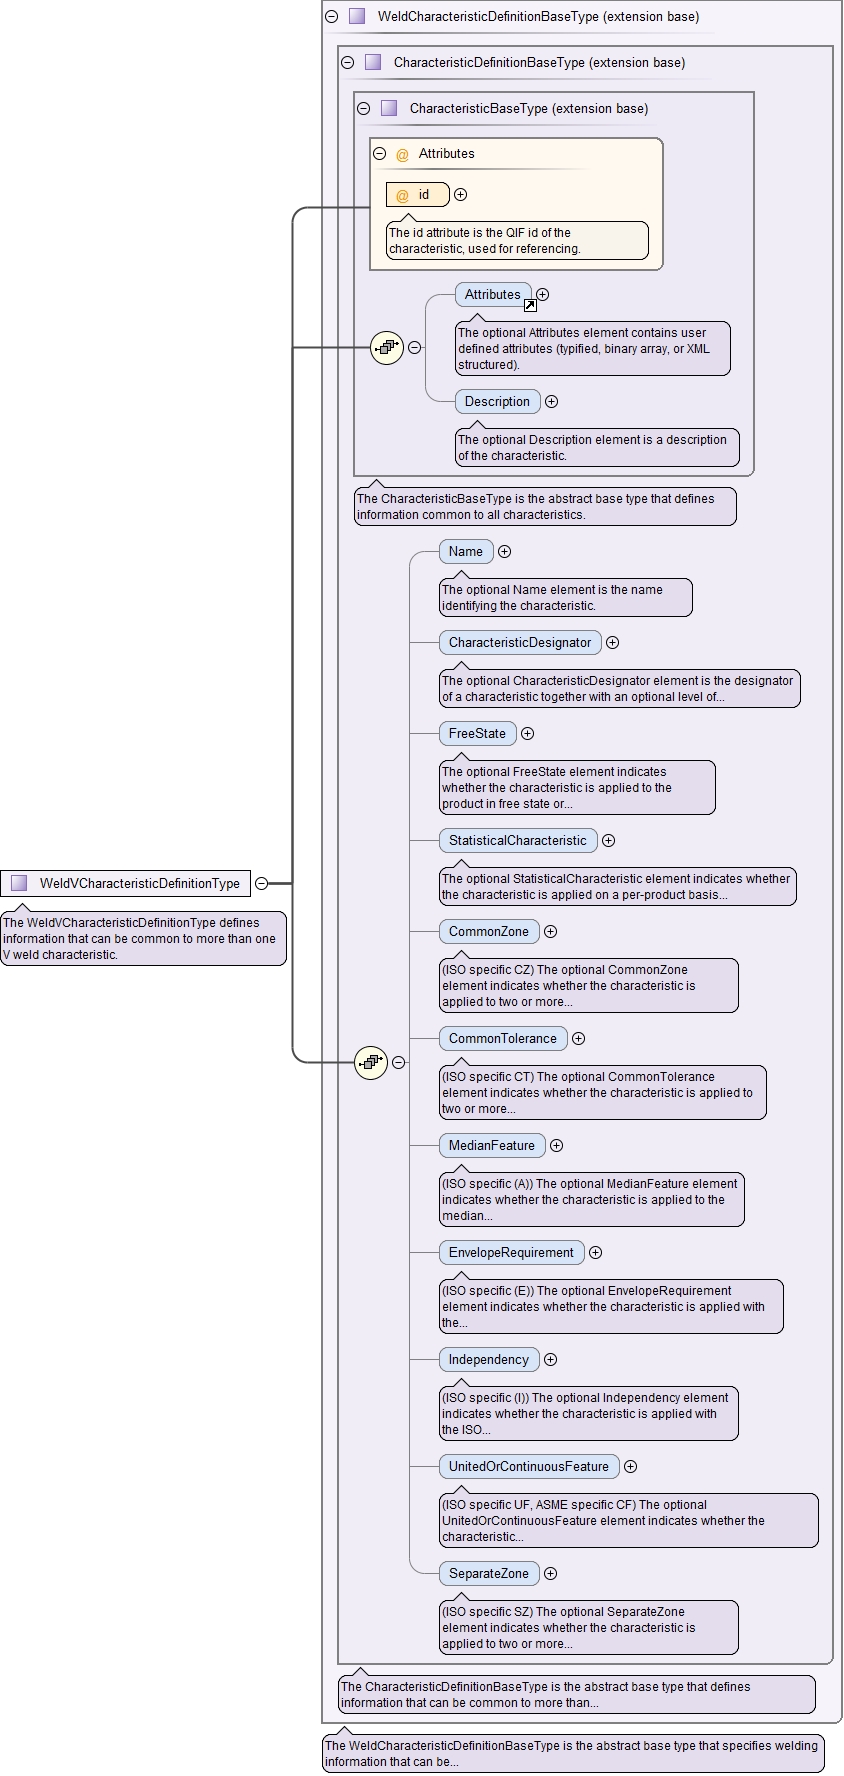 WeldCharacteristicDefinitionBaseType (extension base)
CharacteristicDefinitionBaseType (extension base)
CharacteristicBaseType (extension base)
@ Attributes
@ id
The id attribute is the QIF id of the
characteristic, used for referencing.
Attributes
The optional Attributes element contains user
defined attributes (typified, binary array, or XML
structured).
Description
The optional Description element is a description
of the characteristic.
The CharacteristicBaseType is the abstract base type that defines
information common to all characteristics.
Name
The optional Name element is the name
identifying the characteristic.
CharacteristicDesignator
The optional CharacteristicDesignator element is the designator
of a characteristic together with an optional level of...
FreeState
The optional FreeState element indicates
whether the characteristic is applied to the
product in free state or...
StatisticalCharacteristic
The optional StatisticalCharacteristic element indicates whether
the characteristic is applied on a per-product basis...
WeldVCharacteristicDefinitionType
The WeldVCharacteristicDefinitionType defines
information that can be common to more than one
V weld characteristic.
CommonZone
(ISO specific CZ) The optional CommonZone
element indicates whether the characteristic is
applied to two or more...
CommonTolerance
(ISO specific CT) The optional CommonTolerance
element indicates whether the characteristic is applied to
two or more...
MedianFeature
(ISO specific (A)) The optional MedianFeature element
indicates whether the characteristic is applied to the
median...
EnvelopeRequirement
(ISO specific (E)) The optional EnvelopeRequirement
element indicates whether the characteristic is applied with
the...
Independency
(ISO specific (I)) The optional Independency element
indicates whether the characteristic is applied with
the ISO...
UnitedOrContinuousFeature
(ISO specific UF, ASME specific CF) The optional
UnitedOrContinuousFeature element indicates whether the
characteristic...
SeparateZone
(ISO specific SZ) The optional SeparateZone
element indicates whether the characteristic is
applied to two or more...
The CharacteristicDefinitionBaseType is the abstract base type that defines
information that can be common to more than...
The WeldCharacteristicDefinitionBaseType is the abstract base type that specifies welding
information that can be...